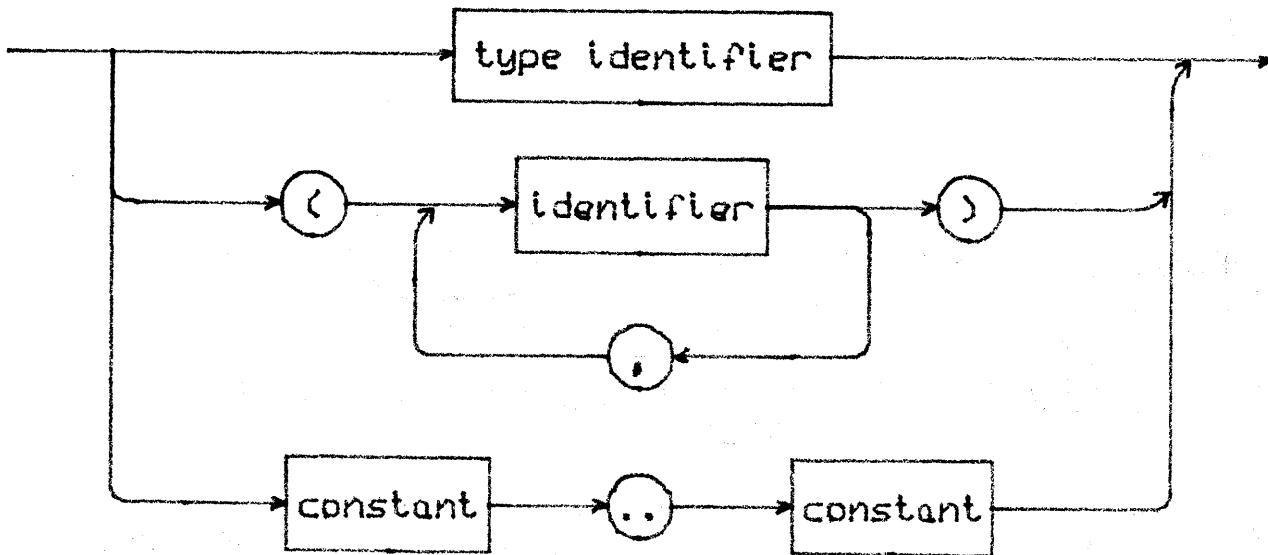 type identifier
( identifier )
,
constant .. constant